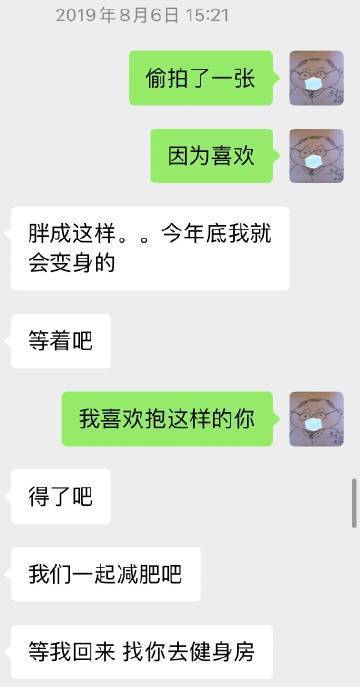 2019年8月6日 15:21
偷拍了一张
因为喜欢
胖成这样。。今年底我就
会变身的
等着吧
我喜欢抱这样的你
得了吧
我们一起减肥吧
等我回来 找你去健身房